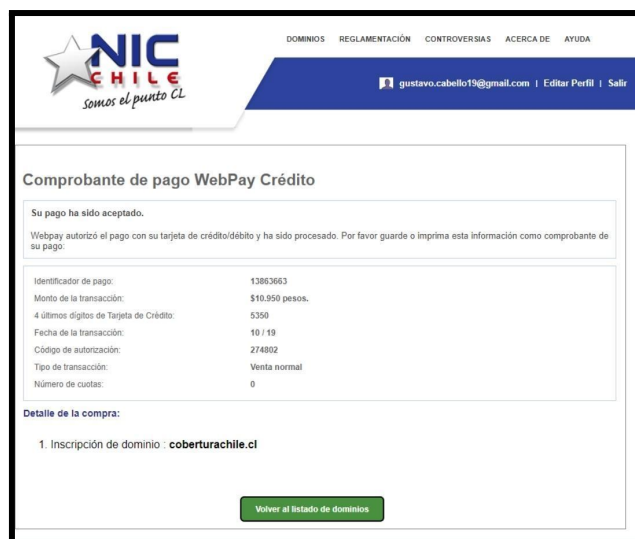 NIC
CHILE
Somos el punto CL
DOMINIOS REGLAMENTACIÓN CONTROVERSIAS ACERCA DE AYUDA
gustavo.cabello19@gmail.com | Editar Perfil | Salir
Comprobante de pago WebPay Crédito
Su pago ha sido aceptado.
Webpay autorizó el pago con su tarjeta de crédito/débito y ha sido procesado. Por favor guarde o imprima esta información como comprobante de
su pago:
Identificador de pago: 13863663
Monto de la transacción: $10.950 pesos.
4 últimos dígitos de Tarjeta de Crédito: 5350
Fecha de la transacción: 10 / 19
Código de autorización: 274802
Tipo de transacción: Venta normal
Número de cuotas: 0
Detalle de la compra:
1. Inscripción de dominio : coberturachile.cl
Volver al listado de dominios